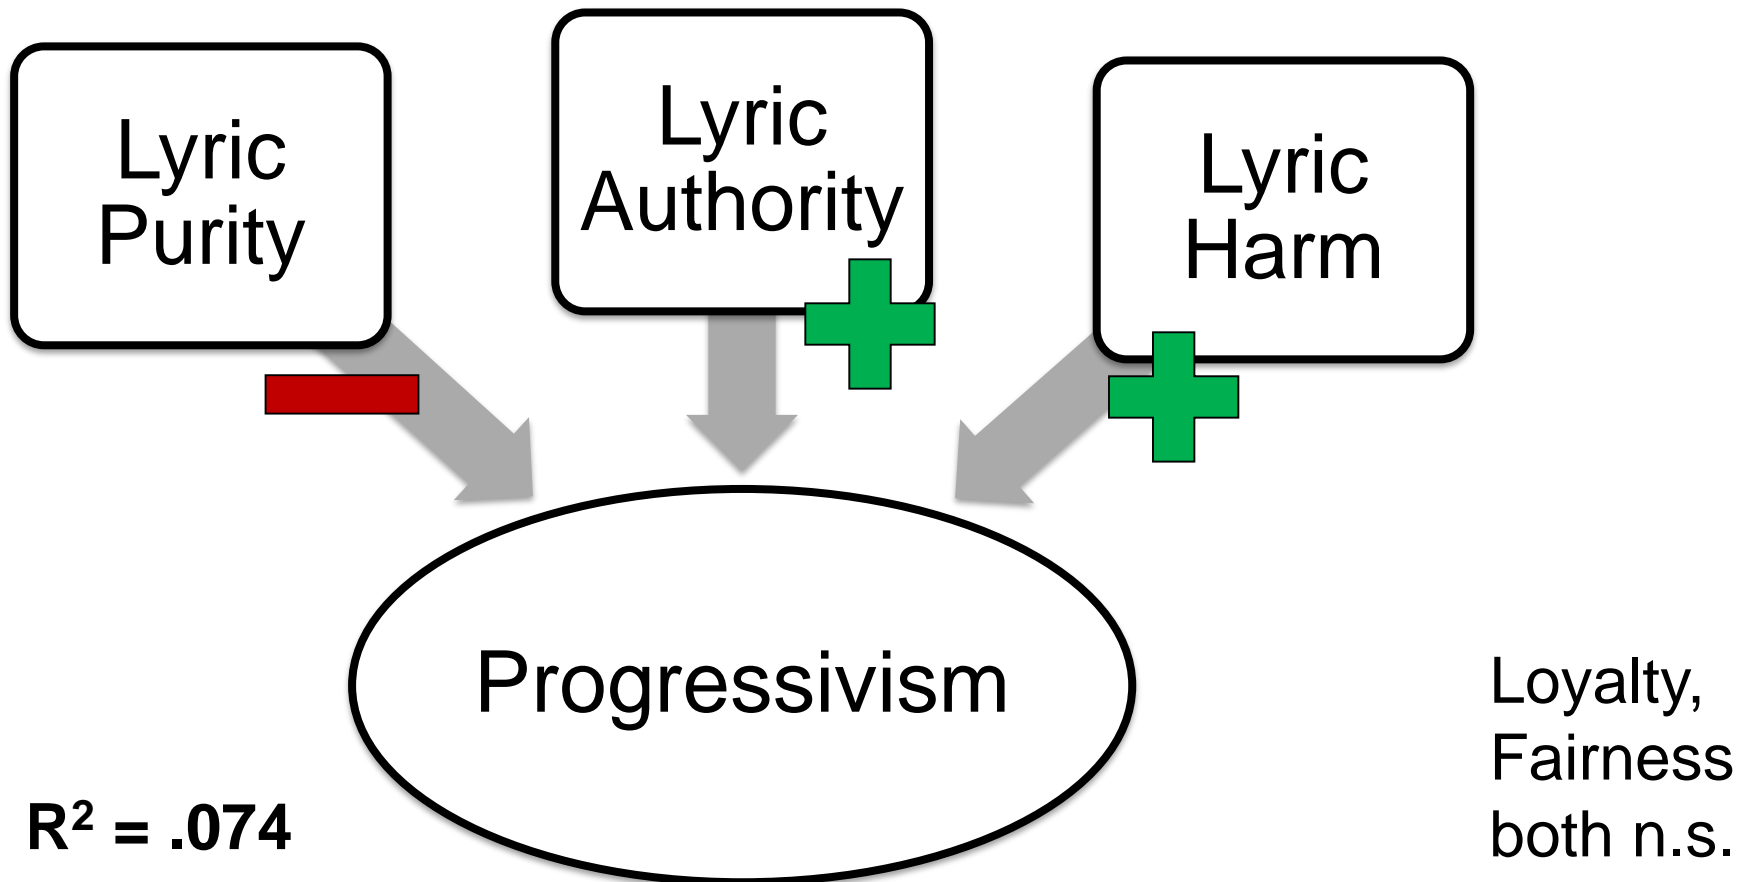 Lyric
Purity
Lyric
Authority
Lyric
Harm
Progressivism
Loyalty,
Fairness
both n.s.
R² = .074